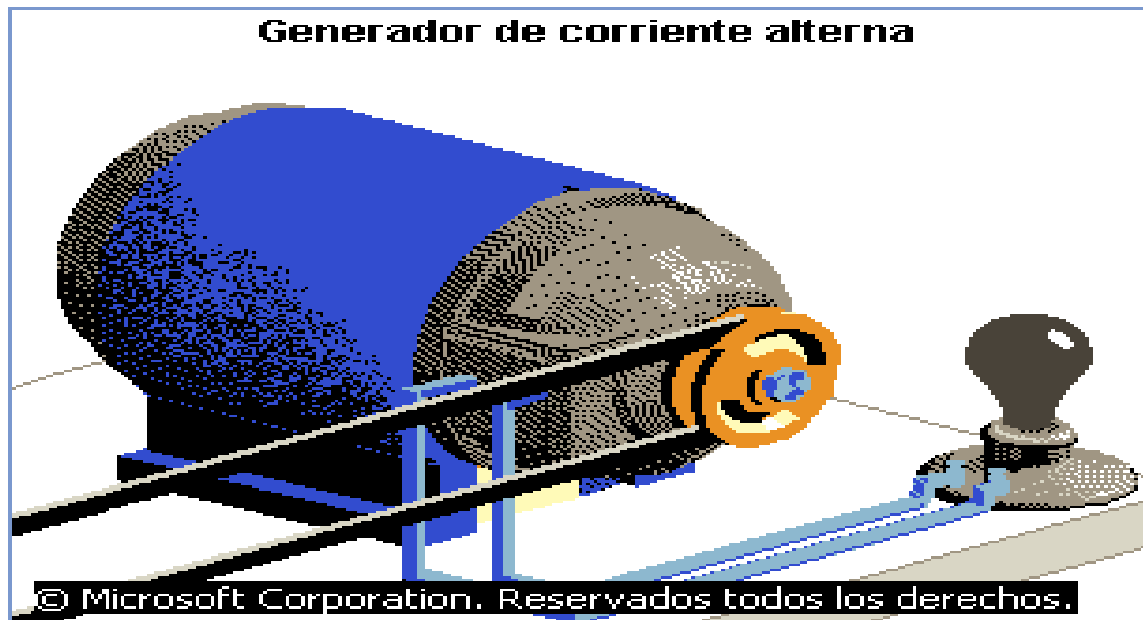 Generador de corriente alterna
© Microsoft Corporation. Reservados todos los derechos.